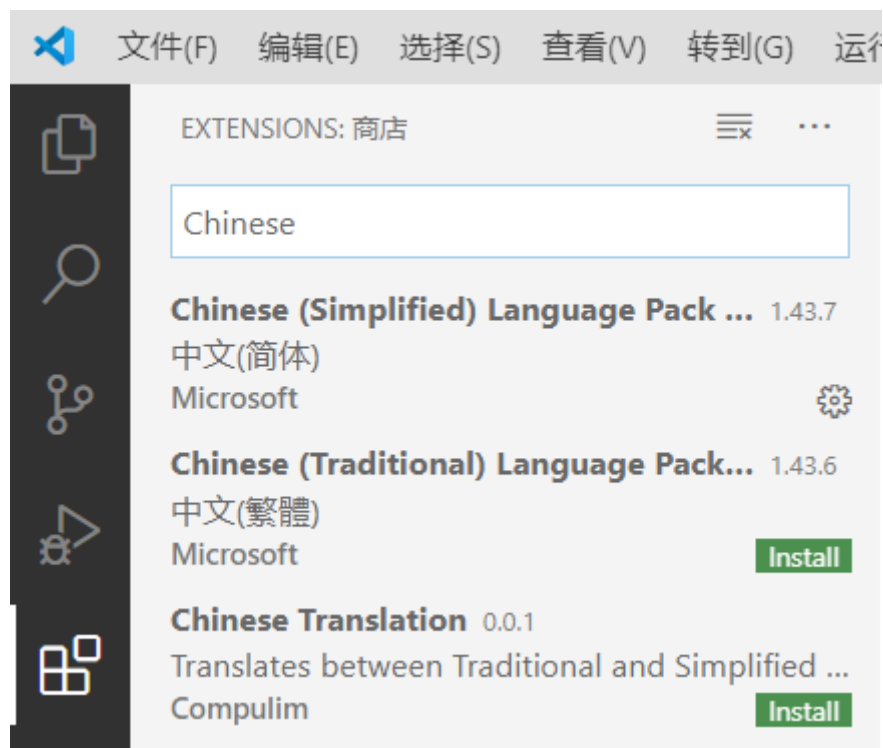 文件(F) 编辑(E) 选择(S) 查看(V) 转到(G) 运行
EXTENSIONS: 商店
Chinese
Chinese (Simplified) Language Pack ... 1.43.7
中文(简体)
Microsoft
Chinese (Traditional) Language Pack... 1.43.6
中文(繁體)
Microsoft Install
Chinese Translation 0.0.1
Translates between Traditional and Simplified ...
Compulim Install